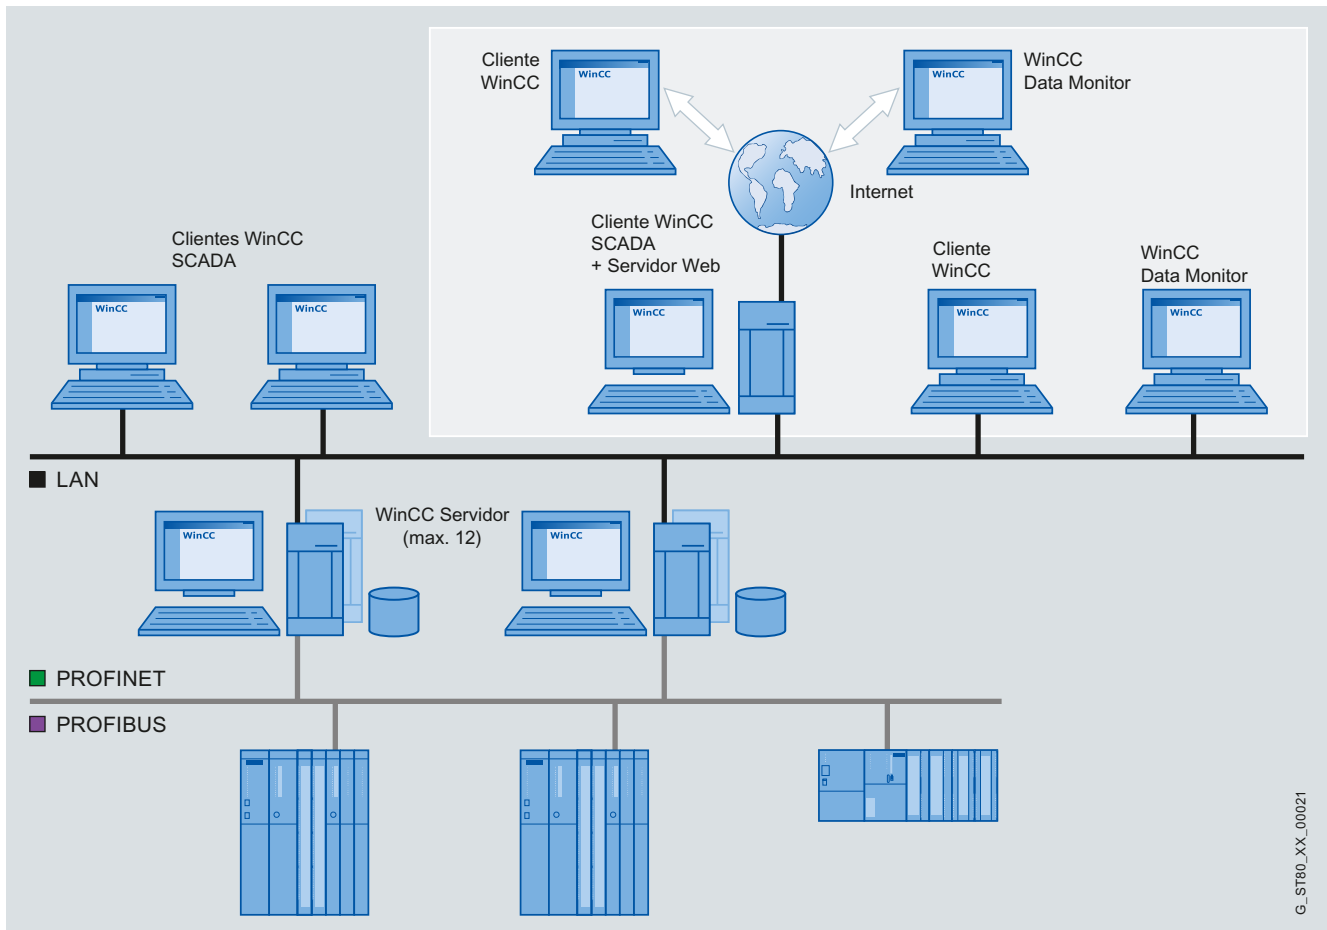 Cliente
WinCC
WinCC
WinCC
WinCC
Data Monitor
Internet
Clientes WinCC
SCADA
WinCC
WinCC
Cliente WinCC
SCADA
+ Servidor Web
WinCC
Cliente
WinCC
WinCC
WinCC
Data Monitor
WinCC
LAN
WinCC
WinCC Servidor
(max. 12)
WinCC
PROFINET
PROFIBUS
G_ST80_XX_00021